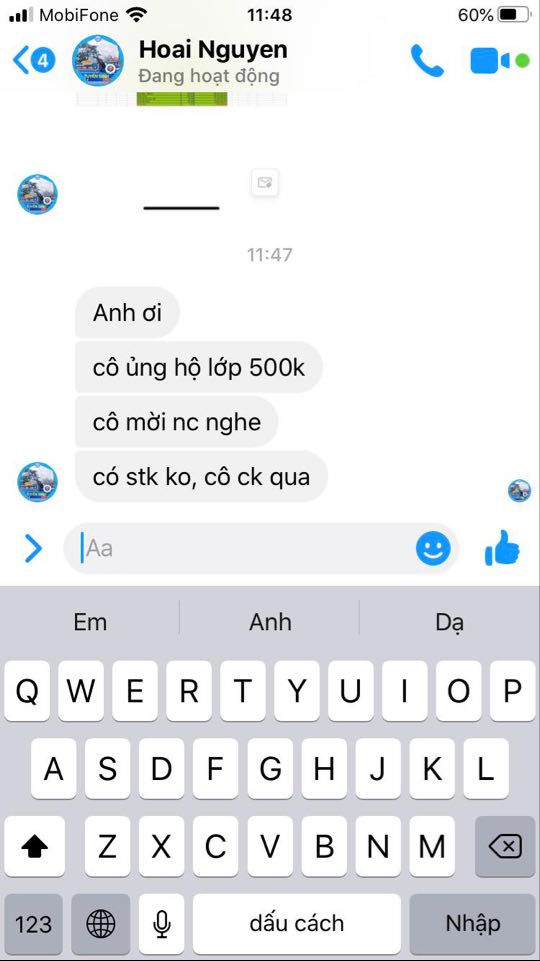 MobiFone
11:48
60%
4
Hoai Nguyen
Đang hoạt động
11:47
Anh ơi
cô ủng hộ lớp 500k
cô mời nc nghe
có stk ko, cô ck qua
Aa
Em Anh Dạ
Q W E R T Y U I O P
A S D F G H J K L
Z X C V B N M
123 dấu cách Nhập